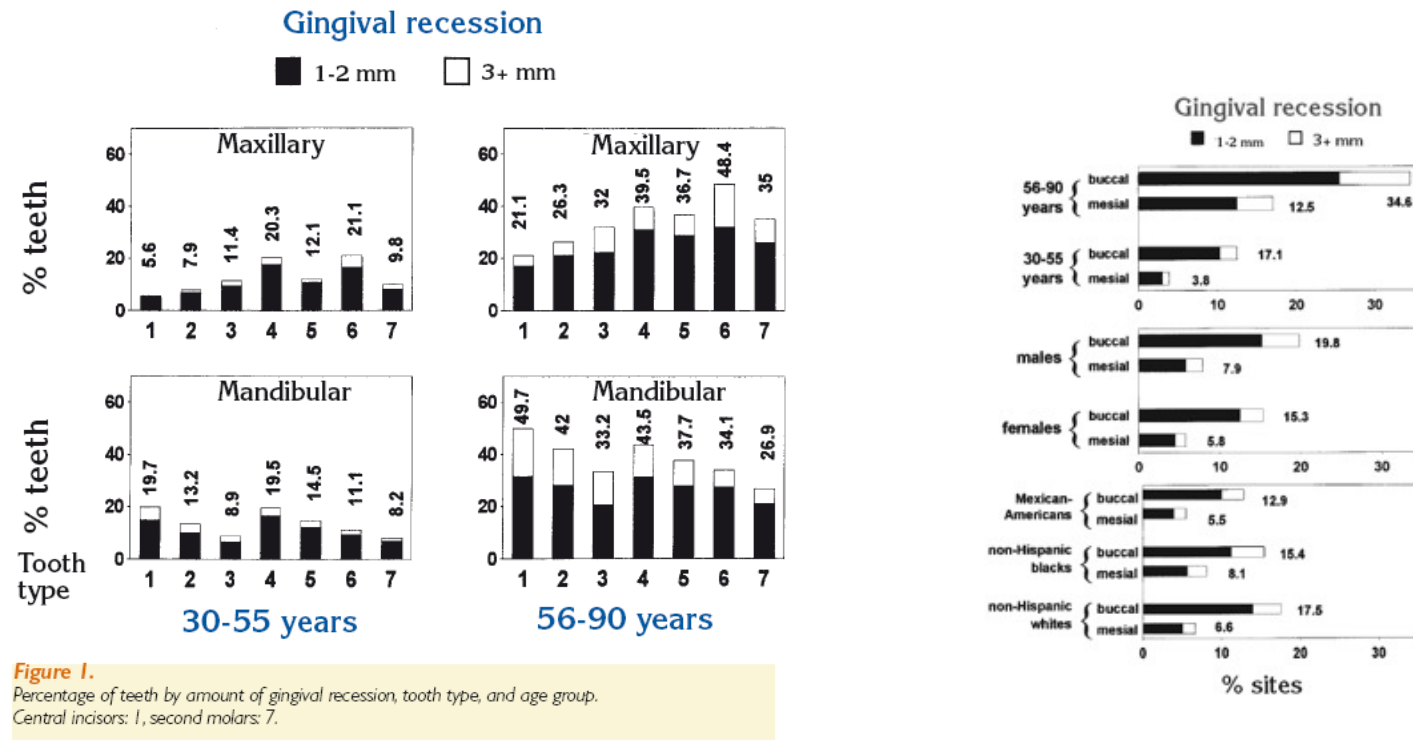 Gingival recession
1-2 mm 3+ mm
Maxillary
% teeth
60
40
20
0
5.6 7.9 11.4 20.3 12.1 21.1 9.8
1 2 3 4 5 6 7
Maxillary
60
40
20
0
21.1 26.3 32 39.5 36.7 48.4 35
1 2 3 4 5 6 7
Mandibular
% teeth
60
40
20
0
19.7 13.2 8.9 19.5 14.5 11.1 8.2
Tooth
type
1 2 3 4 5 6 7
30-55 years
Mandibular
60
40
20
0
49.7 42 33.2 43.5 37.7 34.1 26.9
1 2 3 4 5 6 7
56-90 years
Figure 1.
Percentage of teeth by amount of gingival recession, tooth type, and age group.
Central incisors: 1, second molars: 7.
Gingival recession
1-2 mm 3+ mm
56-90
years
{ buccal 34.6
mesial 12.5
30-55
years
{ buccal 17.1
mesial 3.8
0 10 20 30
males { buccal 19.8
mesial 7.9
females { buccal 15.3
mesial 5.8
0 10 20 30
Mexican-
Americans
{ buccal 12.9
mesial 5.5
non-Hispanic
blacks
{ buccal 15.4
mesial 8.1
non-Hispanic
whites
{ buccal 17.5
mesial 6.6
0 10 20 30
% sites